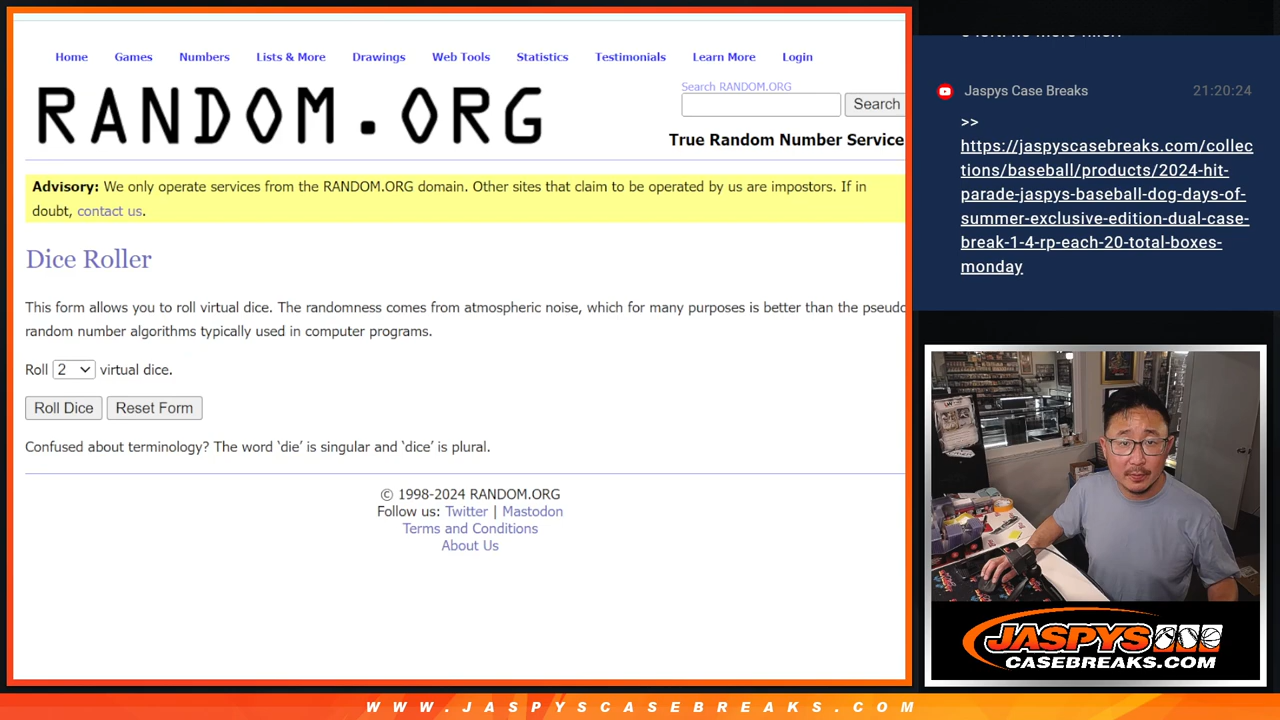 Home Games Numbers Lists & More Drawings Web Tools Statistics Testimonials Learn More Login
RANDOM.ORG
Search RANDOM.ORG
Search
True Random Number Service
Advisory: We only operate services from the RANDOM.ORG domain. Other sites that claim to be operated by us are impostors. If in
doubt, contact us.
Dice Roller
This form allows you to roll virtual dice. The randomness comes from atmospheric noise, which for many purposes is better than the pseudo
random number algorithms typically used in computer programs.
Roll 2 virtual dice.
Roll Dice Reset Form
Confused about terminology? The word ‘die’ is singular and ‘dice’ is plural.
© 1998-2024 RANDOM.ORG
Follow us: Twitter | Mastodon
Terms and Conditions
About Us
Jaspys Case Breaks 21:20:24
>>
https://jaspyscasebreaks.com/collec
tions/baseball/products/2024-hit-
parade-jaspys-baseball-dog-days-of-
summer-exclusive-edition-dual-case-
break-1-4-rp-each-20-total-boxes-
monday
JASPYS
CASEBREAKS.COM
WWW.JASPYSCASEBREAKS.COM